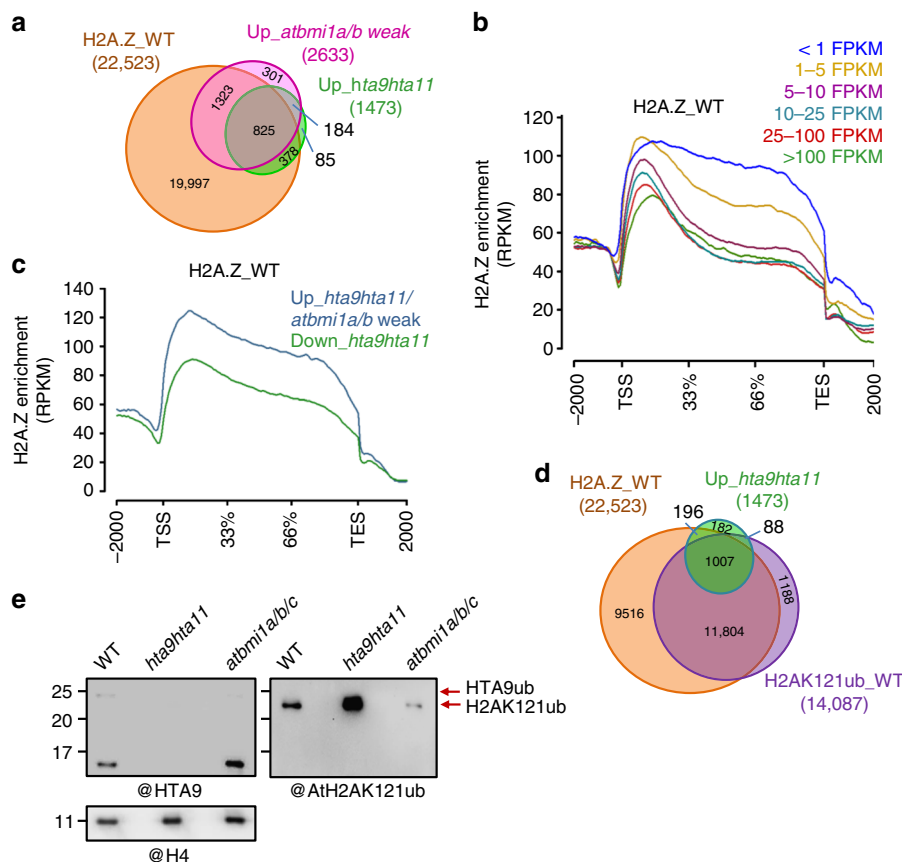 a
H2A.Z_WT
(22,523)
Up_atbmi1a/b weak
(2633)
Up_hta9hta11
(1473)
301
1323
825
184
378
85
19,997
b
< 1 FPKM
1–5 FPKM
5–10 FPKM
10–25 FPKM
25–100 FPKM
>100 FPKM
H2A.Z_WT
H2A.Z enrichment
(RPKM)
120
100
80
60
40
20
0
–2000
TSS
33%
66%
TES
2000
c
H2A.Z_WT
Up_hta9hta11/
atbmi1a/b weak
Down_hta9hta11
H2A.Z enrichment
(RPKM)
140
120
100
80
60
40
20
0
–2000
TSS
33%
66%
TES
2000
d
H2A.Z_WT
(22,523)
Up_hta9hta11
(1473)
196
182
88
1007
1188
9516
11,804
H2AK121ub_WT
(14,087)
e
WT
hta9hta11
atbmi1a/b/c
WT
hta9hta11
atbmi1a/b/c
25
20
17
25
20
17
HTA9ub
H2AK121ub
@HTA9
@AtH2AK121ub
11
@H4